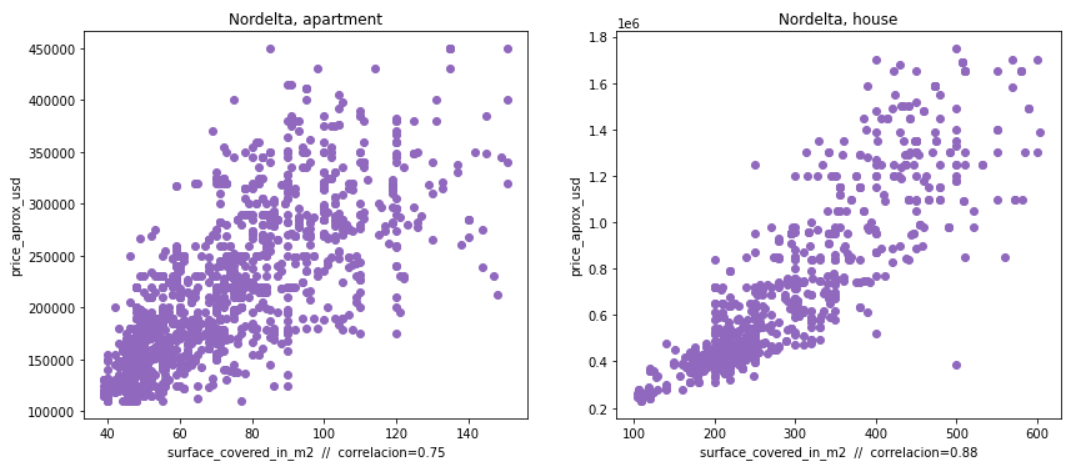 Nordelta, apartment
450000
400000
350000
300000
250000
200000
150000
100000
price_aprox_usd
40 60 80 100 120 140
surface_covered_in_m2 // correlacion=0.75
Nordelta, house
1e6
1.8
1.6
1.4
1.2
1.0
0.8
0.6
0.4
0.2
price_aprox_usd
100 200 300 400 500 600
surface_covered_in_m2 // correlacion=0.88